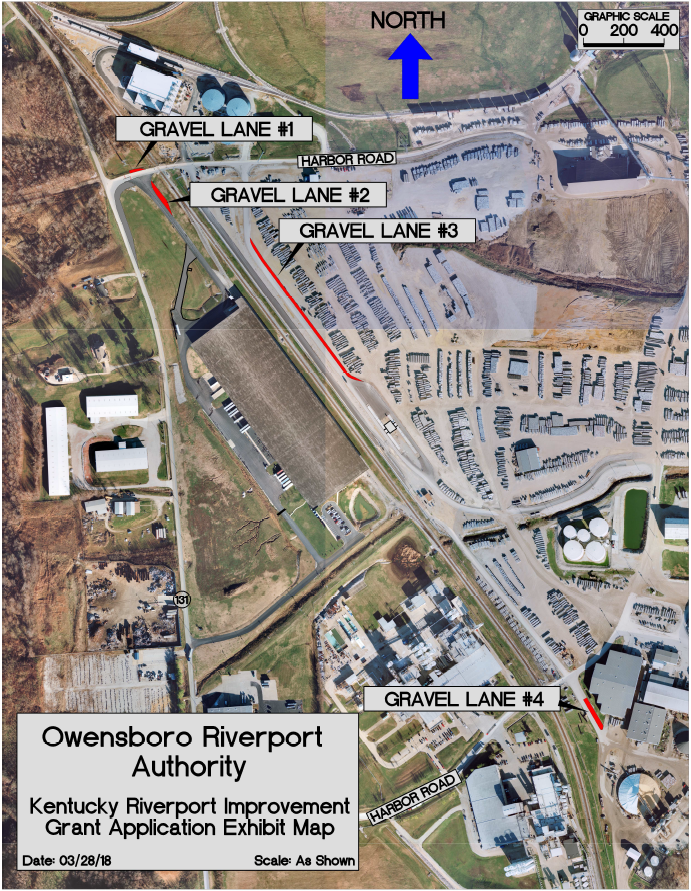 NORTH
GRAPHIC SCALE
0 200 400
GRAVEL LANE #1
HARBOR ROAD
GRAVEL LANE #2
GRAVEL LANE #3
131
GRAVEL LANE #4
HARBOR ROAD
Owensboro Riverport
Authority
Kentucky Riverport Improvement
Grant Application Exhibit Map
Date: 03/28/18 Scale: As Shown